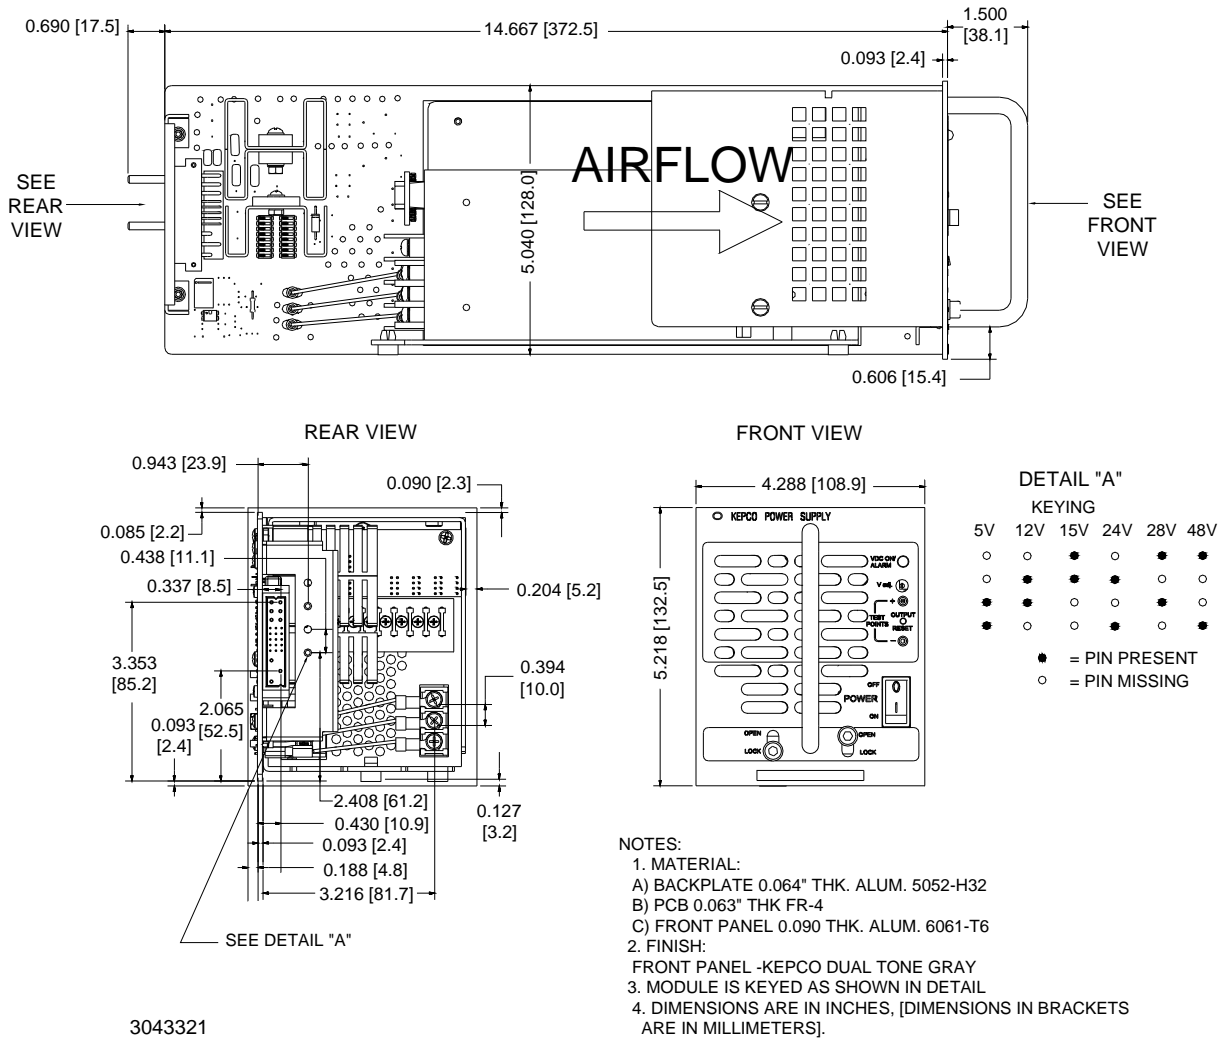 0.690 [17.5]
14.667 [372.5]
1.500
[38.1]
0.093 [2.4]
AIRFLOW
SEE
REAR
VIEW
5.040 [128.0]
SEE
FRONT
VIEW
0.606 [15.4]
REAR VIEW
0.943 [23.9]
0.090 [2.3]
0.085 [2.2]
0.438 [11.1]
0.337 [8.5]
0.204 [5.2]
3.353
[85.2]
0.394
[10.0]
2.065
[52.5]
0.093
[2.4]
2.408 [61.2]
0.430 [10.9]
0.093 [2.4]
0.188 [4.8]
3.216 [81.7]
0.127
[3.2]
SEE DETAIL "A"
FRONT VIEW
4.288 [108.9]
5.218 [132.5]
KEPCO POWER SUPPLY
VDC ON/
ALARM
V adj.
+
TEST
POINTS
OUTPUT
RESET
–
OFF
POWER
ON
OPEN
LOCK
OPEN
LOCK
DETAIL "A"
KEYING
5V 12V 15V 24V 28V 48V
= PIN PRESENT
= PIN MISSING
NOTES:
1. MATERIAL:
A) BACKPLATE 0.064" THK. ALUM. 5052-H32
B) PCB 0.063" THK FR-4
C) FRONT PANEL 0.090 THK. ALUM. 6061-T6
2. FINISH:
FRONT PANEL -KEPCO DUAL TONE GRAY
3. MODULE IS KEYED AS SHOWN IN DETAIL
4. DIMENSIONS ARE IN INCHES, [DIMENSIONS IN BRACKETS
ARE IN MILLIMETERS].
3043321